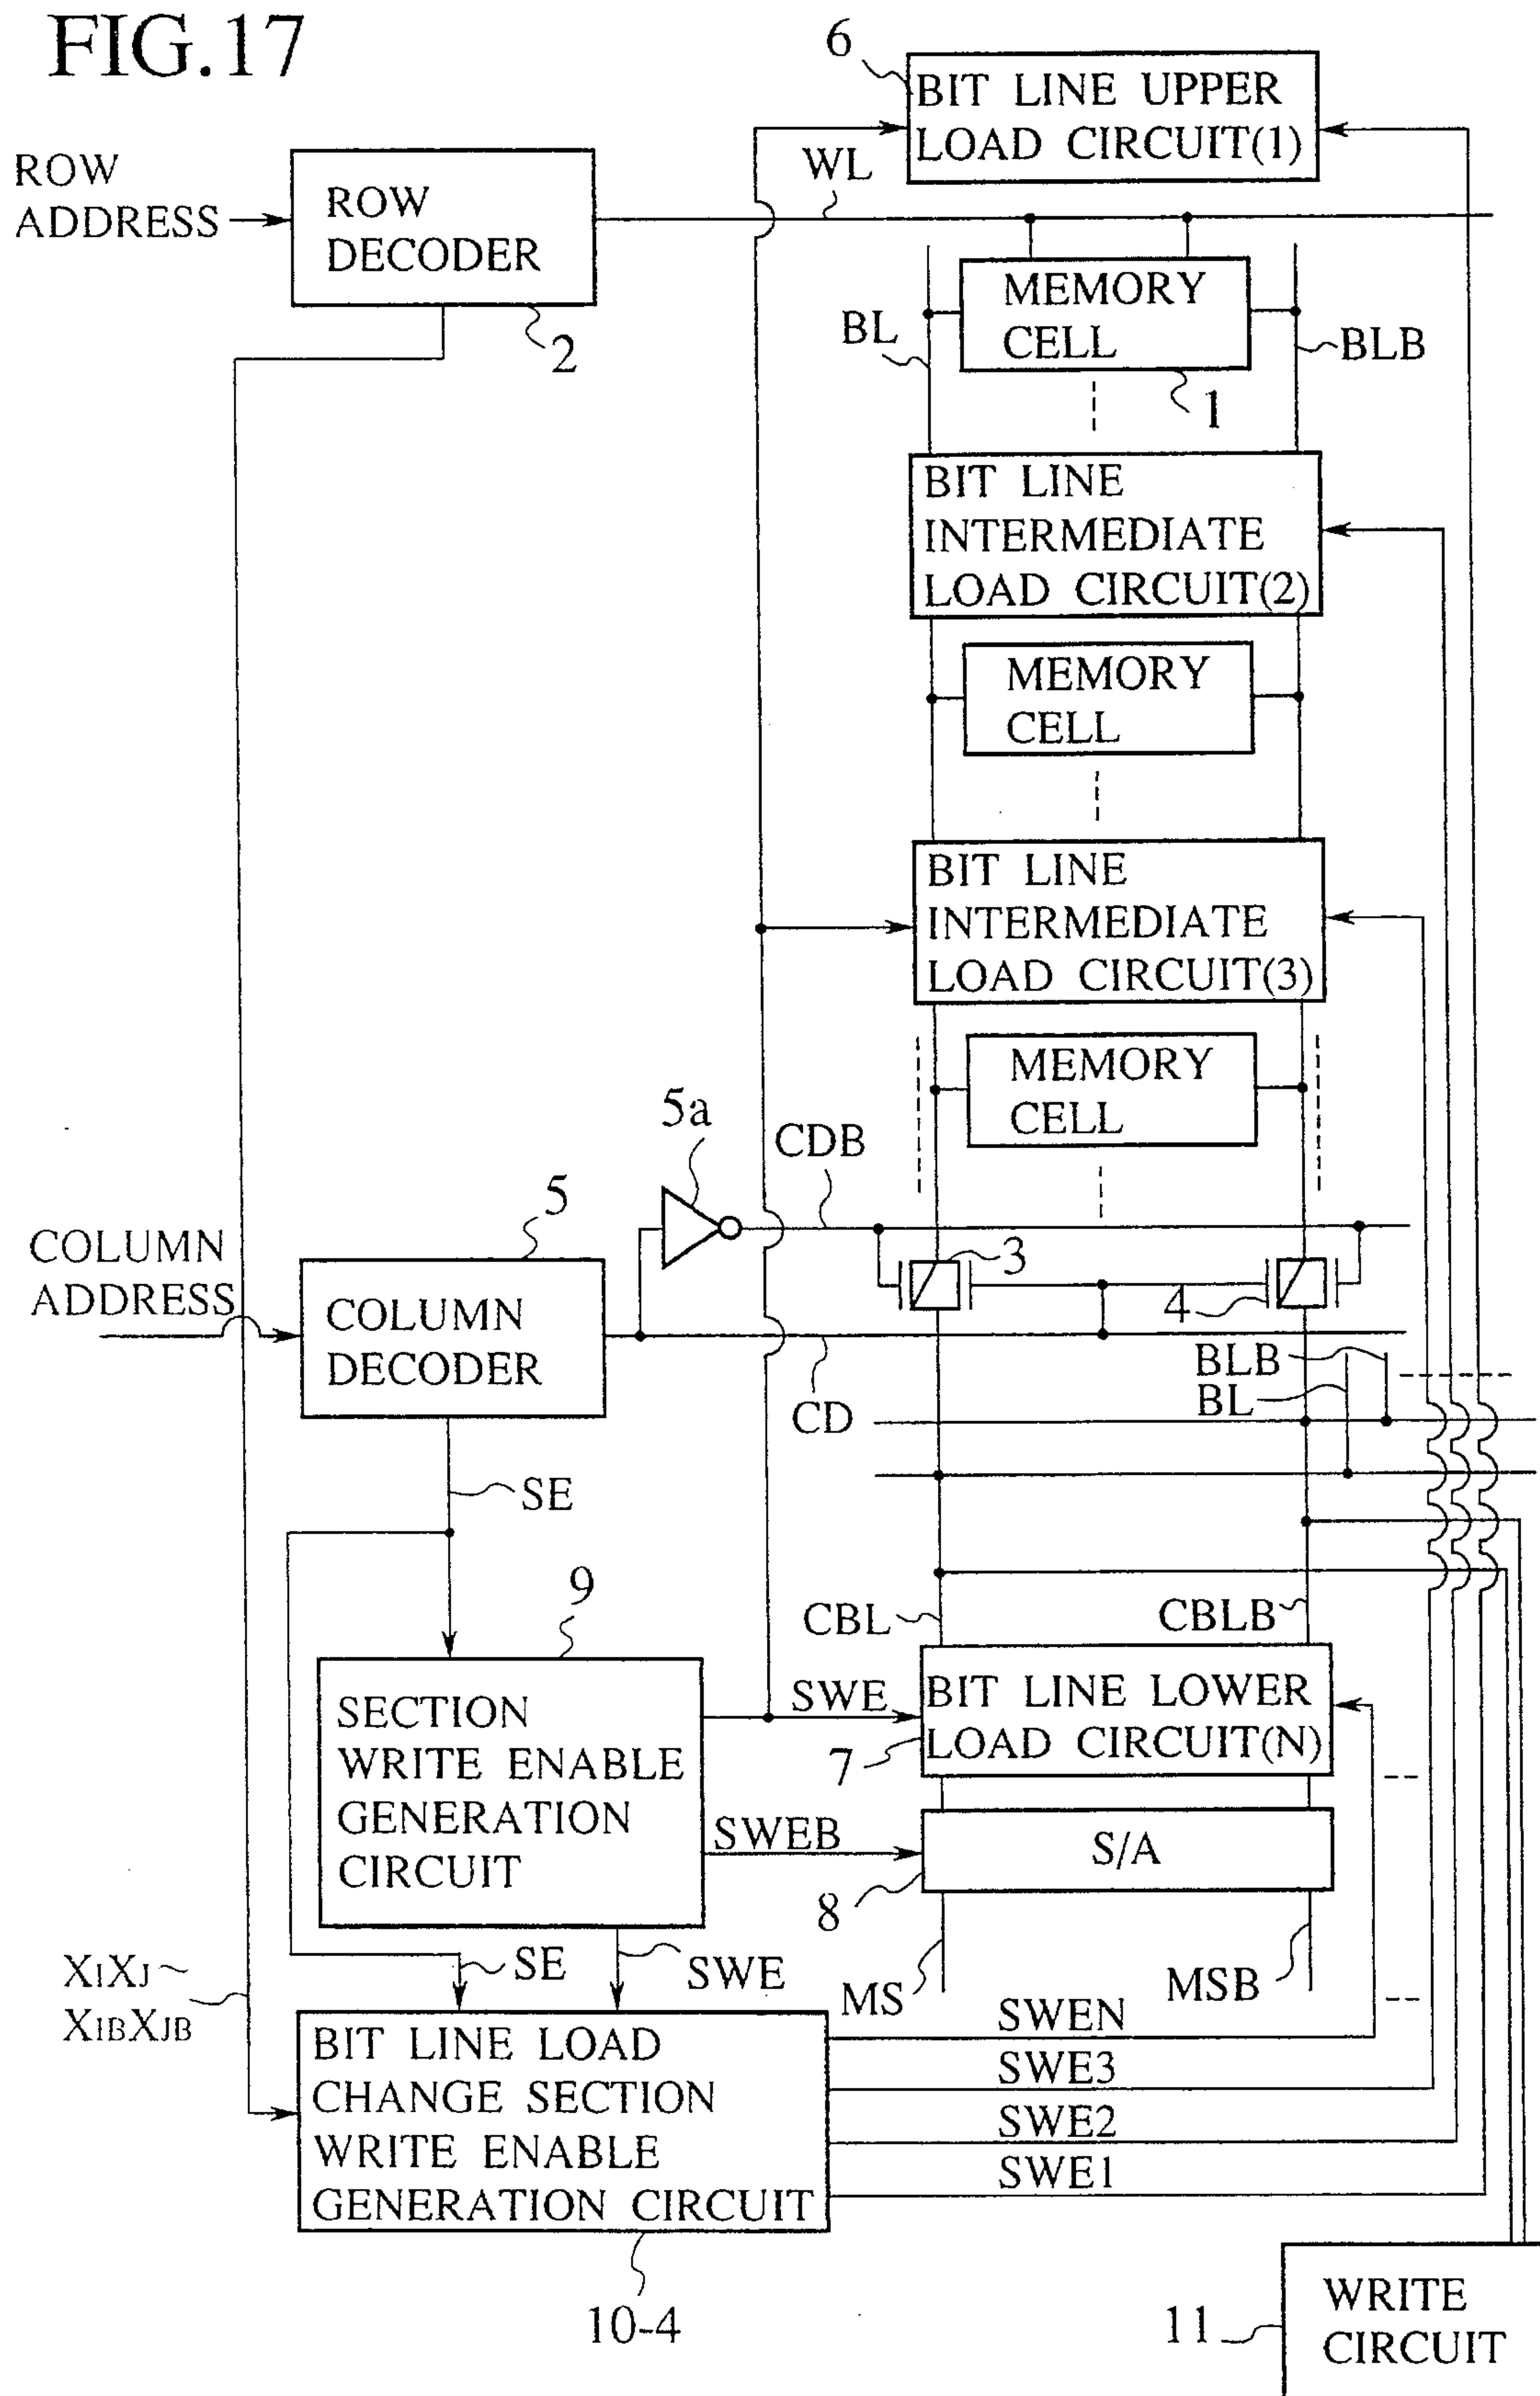 FIG.17
6
BIT LINE UPPER
LOAD CIRCUIT(1)
ROW
ADDRESS
ROW
DECODER
2
WL
MEMORY
CELL
1
BL
BLB
BIT LINE
INTERMEDIATE
LOAD CIRCUIT(2)
MEMORY
CELL
BIT LINE
INTERMEDIATE
LOAD CIRCUIT(3)
MEMORY
CELL
5a
CDB
5
COLUMN
ADDRESS
COLUMN
DECODER
3
4
CD
BLB
BL
SE
9
CBL
CBLB
SECTION
WRITE ENABLE
GENERATION
CIRCUIT
SWE
BIT LINE LOWER
LOAD CIRCUIT(N)
7
SWEB
S/A
8
SE
SWE
MS
MSB
XIXJ~
XIBXJB
BIT LINE LOAD
CHANGE SECTION
WRITE ENABLE
GENERATION CIRCUIT
SWEN
SWE3
SWE2
SWE1
10-4
11
WRITE
CIRCUIT